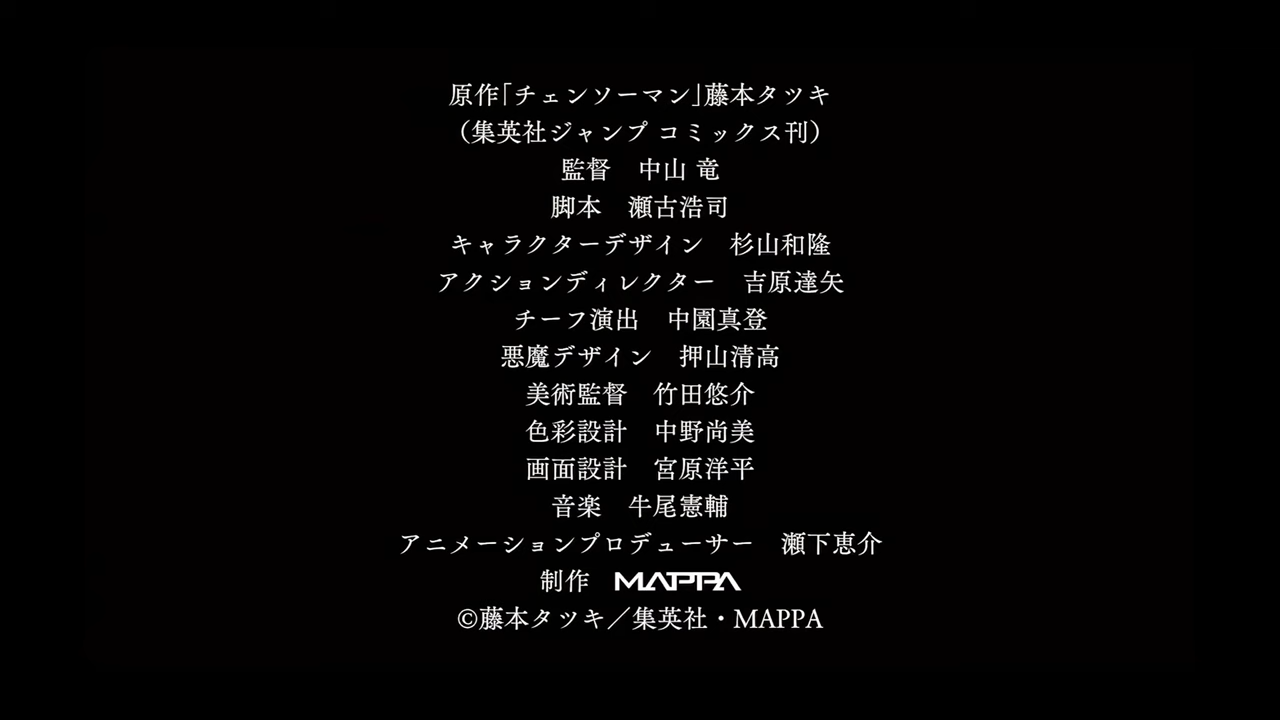 原作「チェンソーマン」藤本タツキ
（集英社ジャンプ コミックス刊）
監督　中山 竜
脚本　瀬古浩司
キャラクターデザイン　杉山和隆
アクションディレクター　吉原達矢
チーフ演出　中園真登
悪魔デザイン　押山清高
美術監督　竹田悠介
色彩設計　中野尚美
画面設計　宮原洋平
音楽　牛尾憲輔
アニメーションプロデューサー　瀬下恵介
制作　MAPPA
©藤本タツキ／集英社・MAPPA